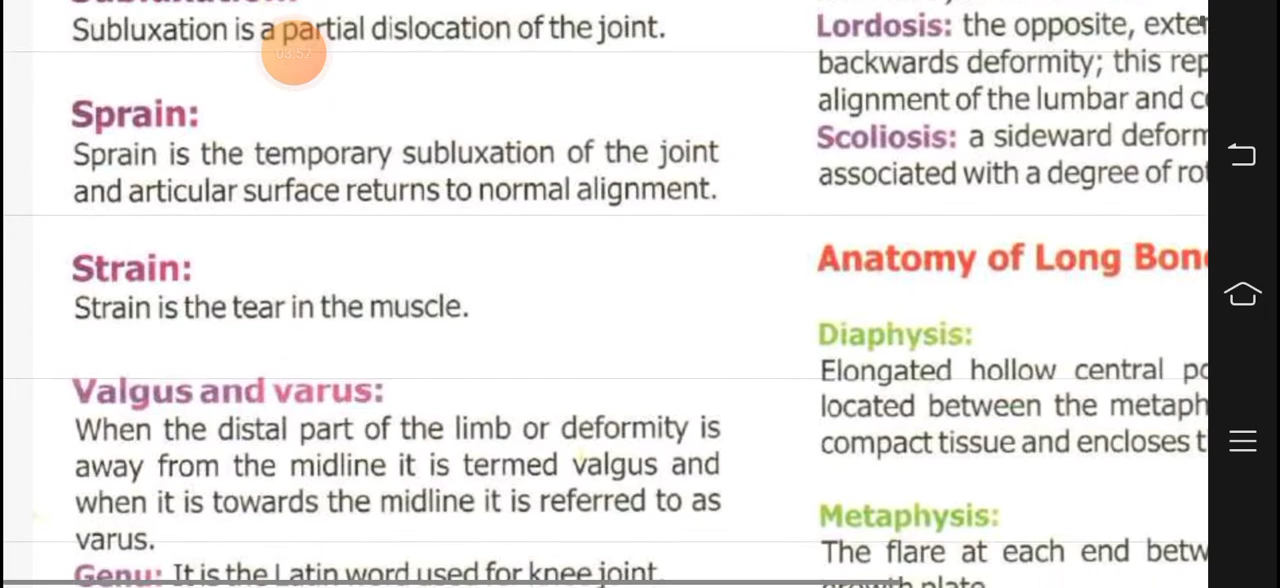 Subluxation is a partial dislocation of the joint.
Sprain:
Sprain is the temporary subluxation of the joint
and articular surface returns to normal alignment.
Strain:
Strain is the tear in the muscle.
Valgus and varus:
When the distal part of the limb or deformity is
away from the midline it is termed valgus and
when it is towards the midline it is referred to as
varus.
Genu: It is the Latin word used for knee joint.
Lordosis: the opposite,
backwards deformity; this
alignment of the lumbar and
Scoliosis: a sideward
associated with a degree of
Anatomy of Long
Diaphysis:
Elongated hollow central
located between the
compact tissue and encloses
Metaphysis:
The flare at each end
growth plate
03:57